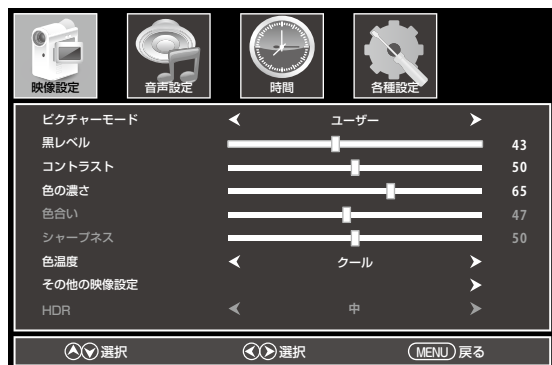 映像設定 音声設定 時間 各種設定
ピクチャーモード ユーザー
黒レベル 43
コントラスト 50
色の濃さ 65
色合い 47
シャープネス 50
色温度 クール
その他の映像設定
HDR 中
選択 選択 MENU 戻る